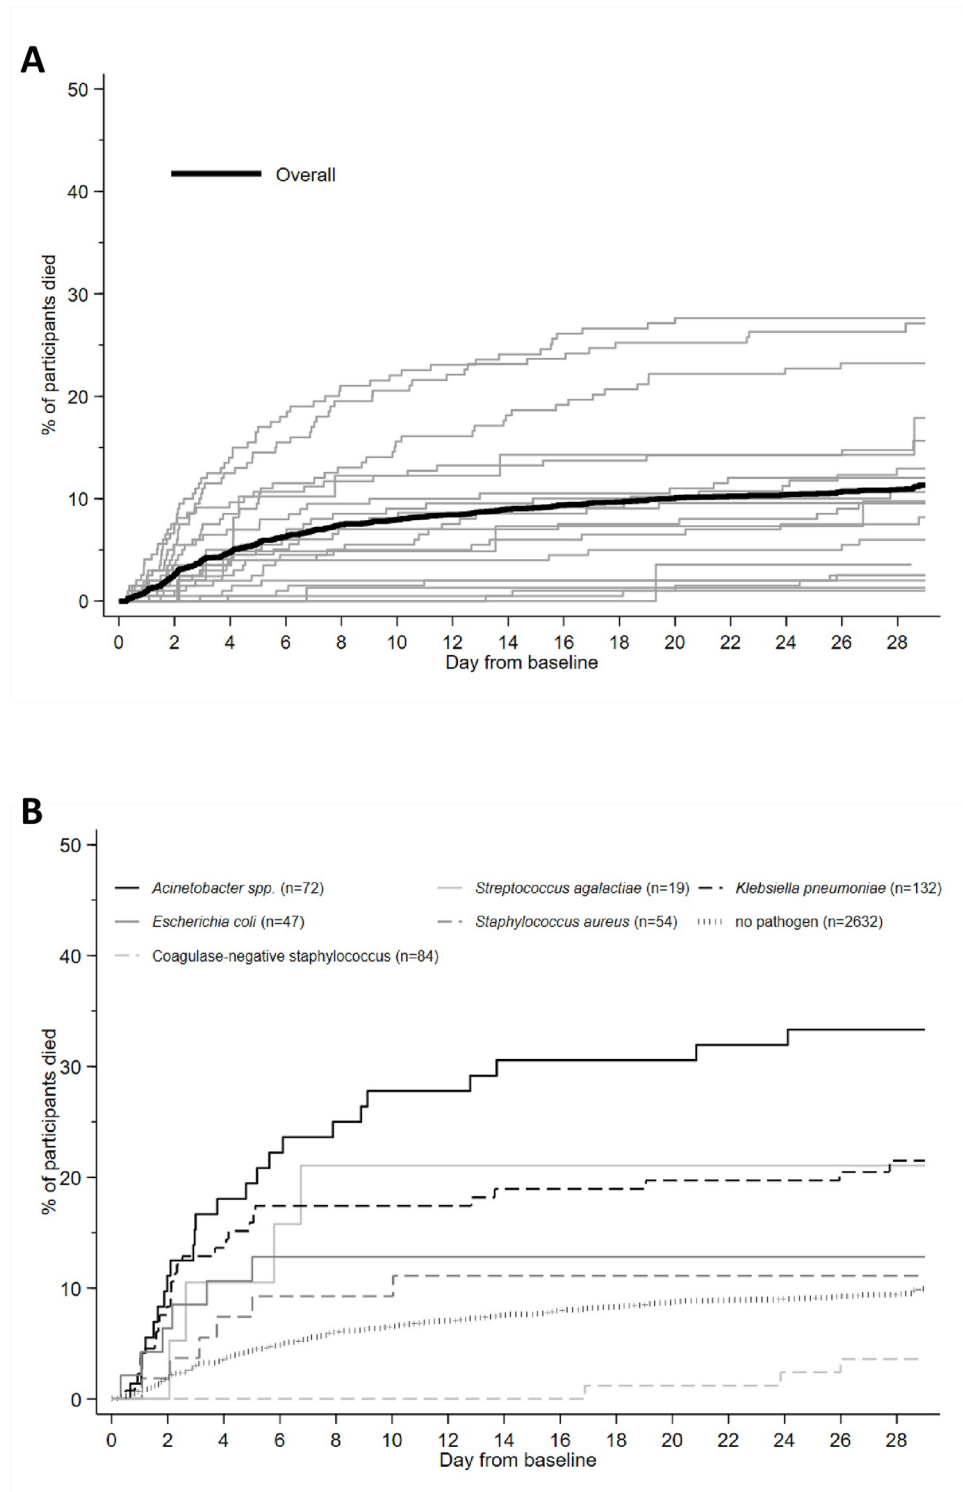 A
50
40
30
20
10
0
% of participants died
Overall
0 2 4 6 8 10 12 14 16 18 20 22 24 26 28
Day from baseline
B
50
40
30
20
10
0
% of participants died
Acinetobacter spp. (n=72) Streptococcus agalactiae (n=19) Klebsiella pneumoniae (n=132)
Escherichia coli (n=47) Staphylococcus aureus (n=54) no pathogen (n=2632)
Coagulase-negative staphylococcus (n=84)
0 2 4 6 8 10 12 14 16 18 20 22 24 26 28
Day from baseline